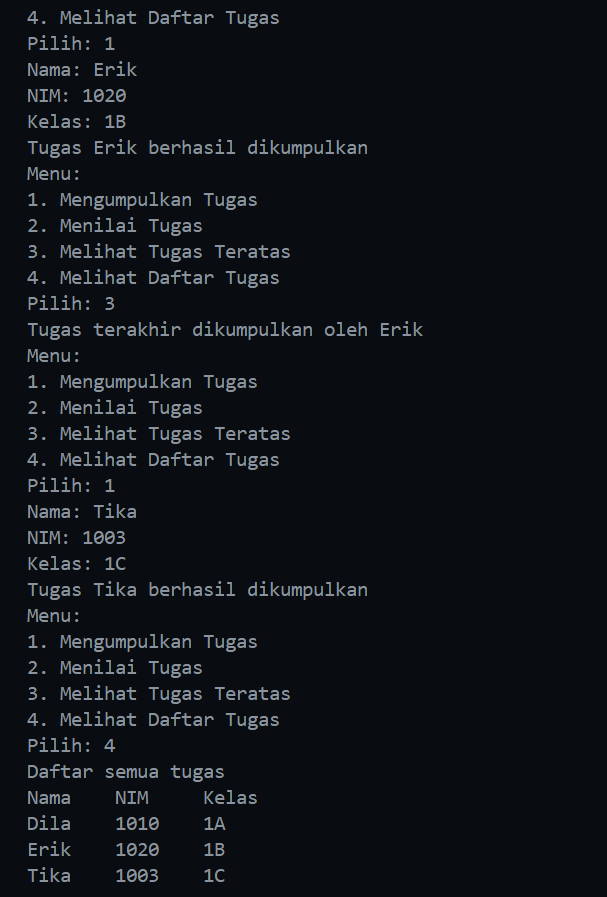 4. Melihat Daftar Tugas
Pilih: 1
Nama: Erik
NIM: 1020
Kelas: 1B
Tugas Erik berhasil dikumpulkan
Menu:
1. Mengumpulkan Tugas
2. Menilai Tugas
3. Melihat Tugas Teratas
4. Melihat Daftar Tugas
Pilih: 3
Tugas terakhir dikumpulkan oleh Erik
Menu:
1. Mengumpulkan Tugas
2. Menilai Tugas
3. Melihat Tugas Teratas
4. Melihat Daftar Tugas
Pilih: 1
Nama: Tika
NIM: 1003
Kelas: 1C
Tugas Tika berhasil dikumpulkan
Menu:
1. Mengumpulkan Tugas
2. Menilai Tugas
3. Melihat Tugas Teratas
4. Melihat Daftar Tugas
Pilih: 4
Daftar semua tugas
Nama    NIM     Kelas
Dila    1010    1A
Erik    1020    1B
Tika    1003    1C